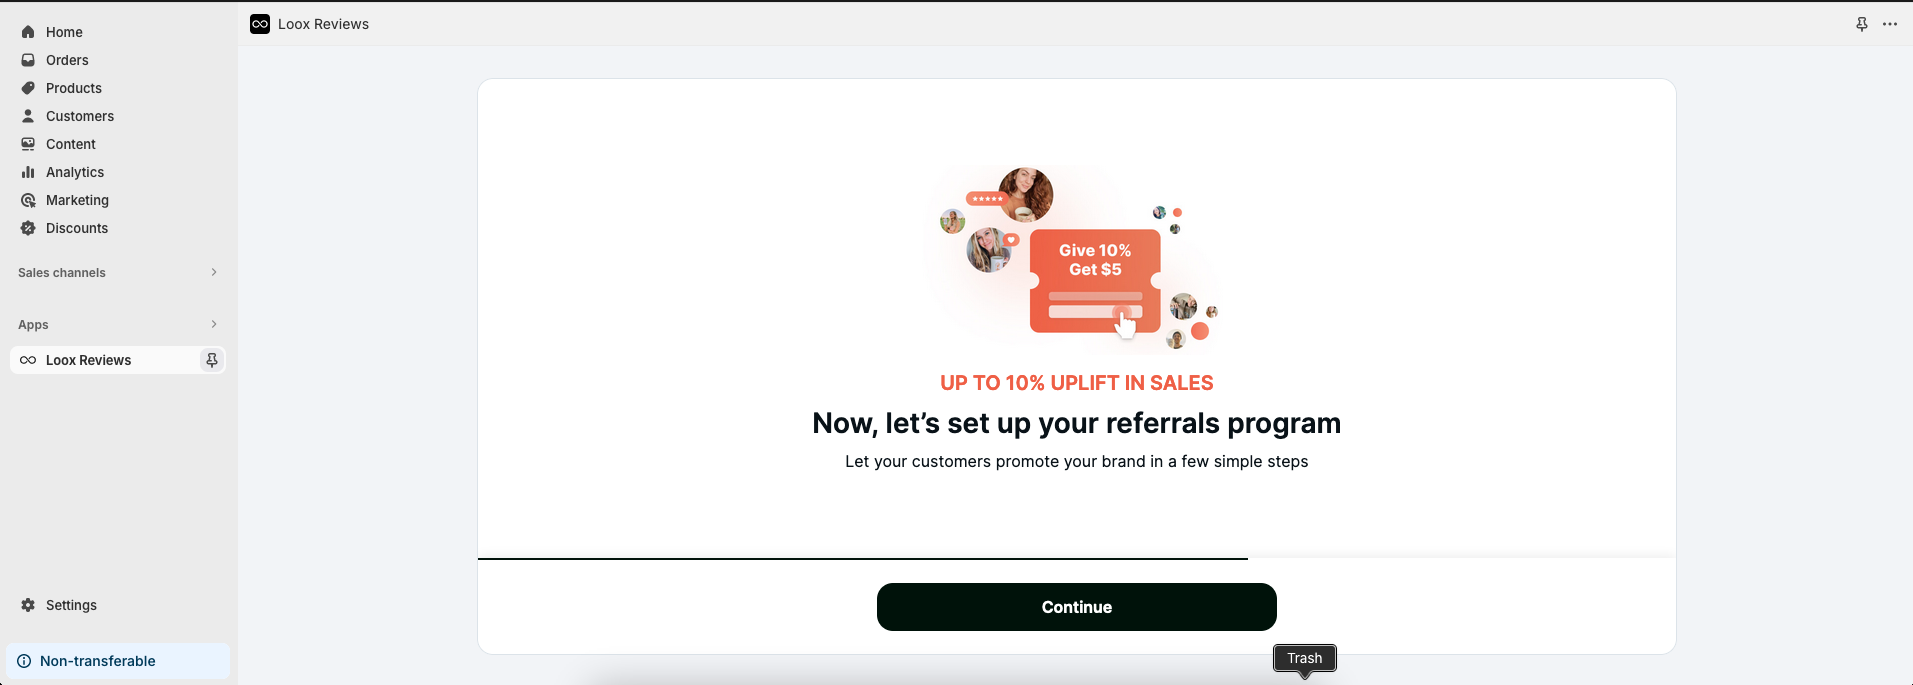 Home
Orders
Products
Customers
Content
Analytics
Marketing
Discounts
Sales channels
Apps
Loox Reviews
Settings
Non-transferable
Loox Reviews
Give 10%
Get $5
UP TO 10% UPLIFT IN SALES
Now, let’s set up your referrals program
Let your customers promote your brand in a few simple steps
Continue
Trash